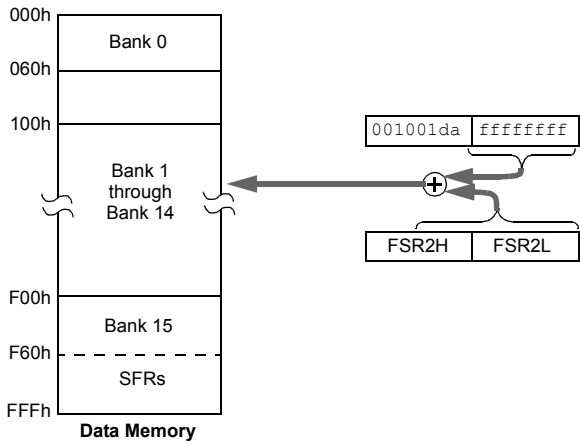 000h
Bank 0
060h
100h
001001da ffffffff
Bank 1
through
Bank 14
FSR2H FSR2L
F00h
Bank 15
F60h
SFRs
FFFh
Data Memory